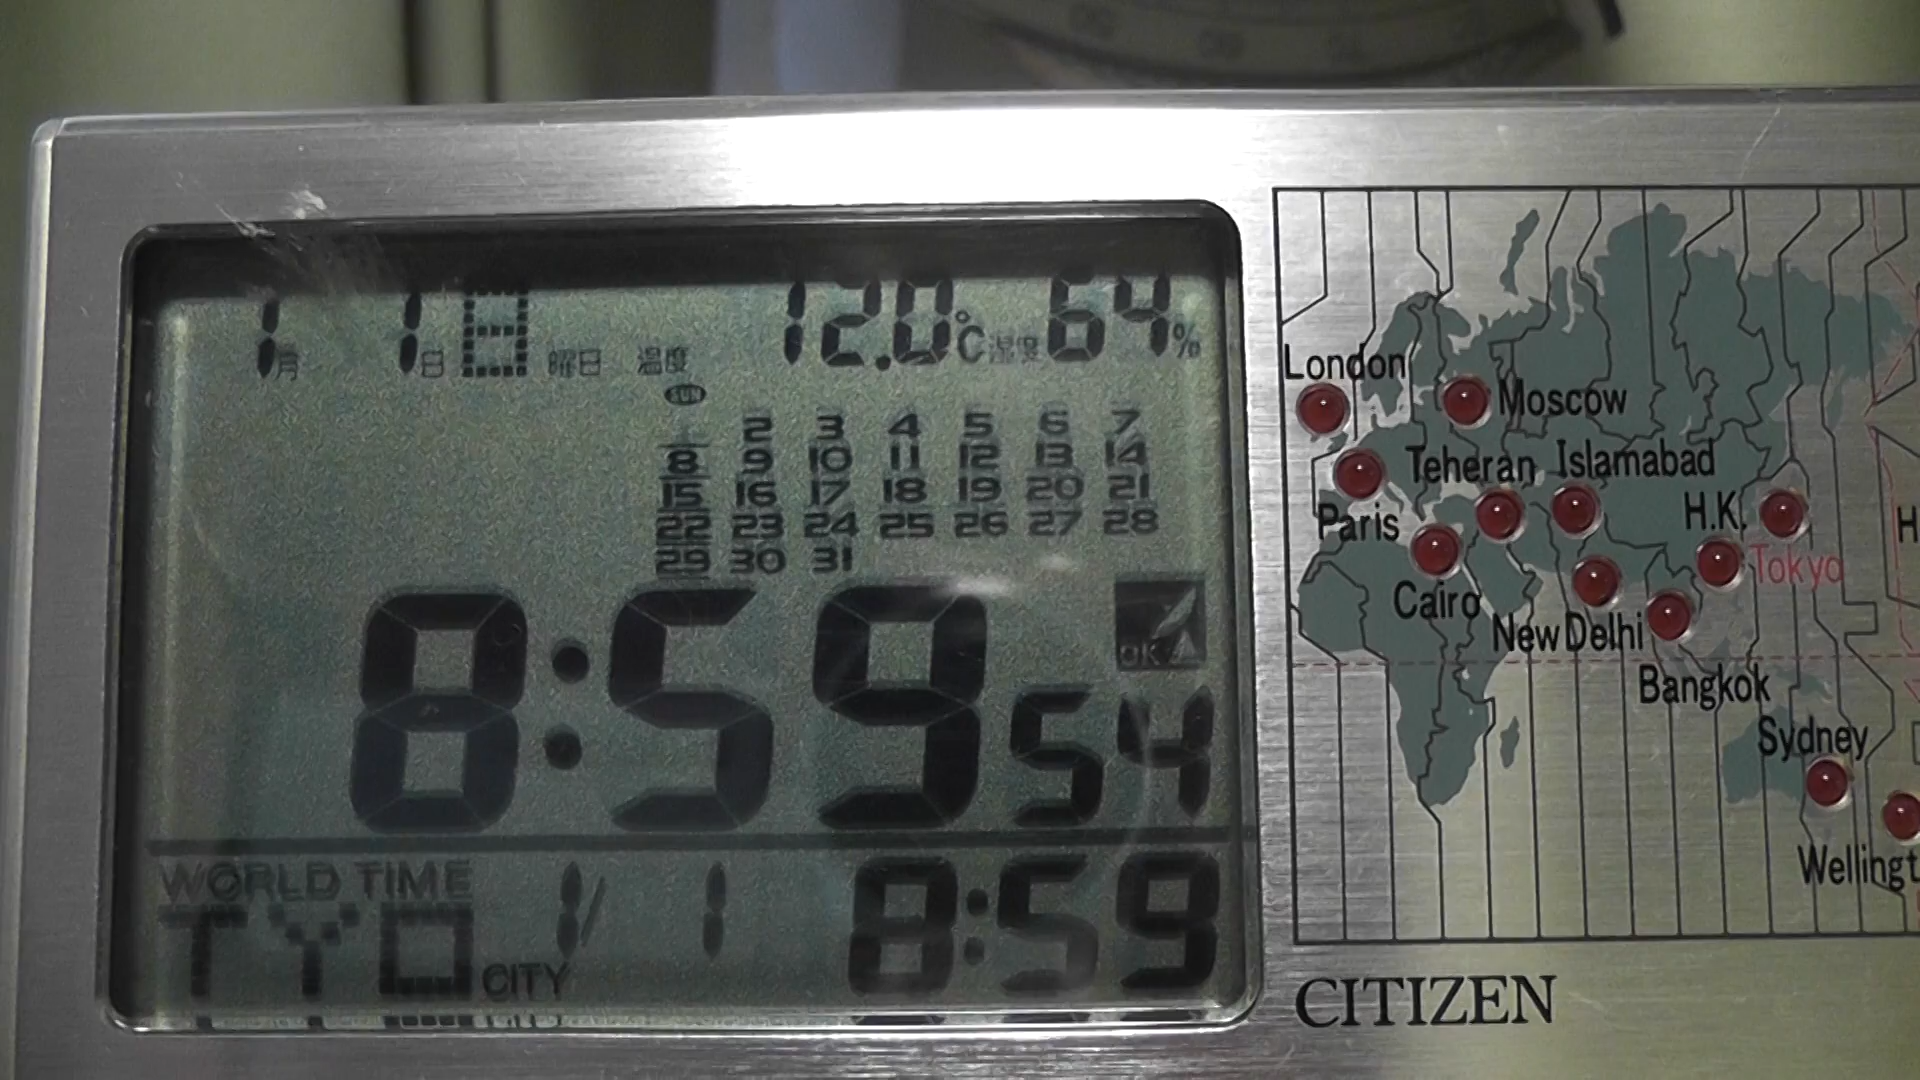 1月 1日 日曜日 温度 12.0℃ 湿度 64%
SUN
2 3 4 5 6 7
8 9 10 11 12 13 14
15 16 17 18 19 20 21
22 23 24 25 26 27 28
29 30 31
8:59 54
OK
WORLD TIME
TYO CITY 1/ 1 8:59
London
Moscow
Teheran Islamabad
Paris
H.K.
Tokyo
Cairo
New Delhi
Bangkok
Sydney
Wellingt
CITIZEN